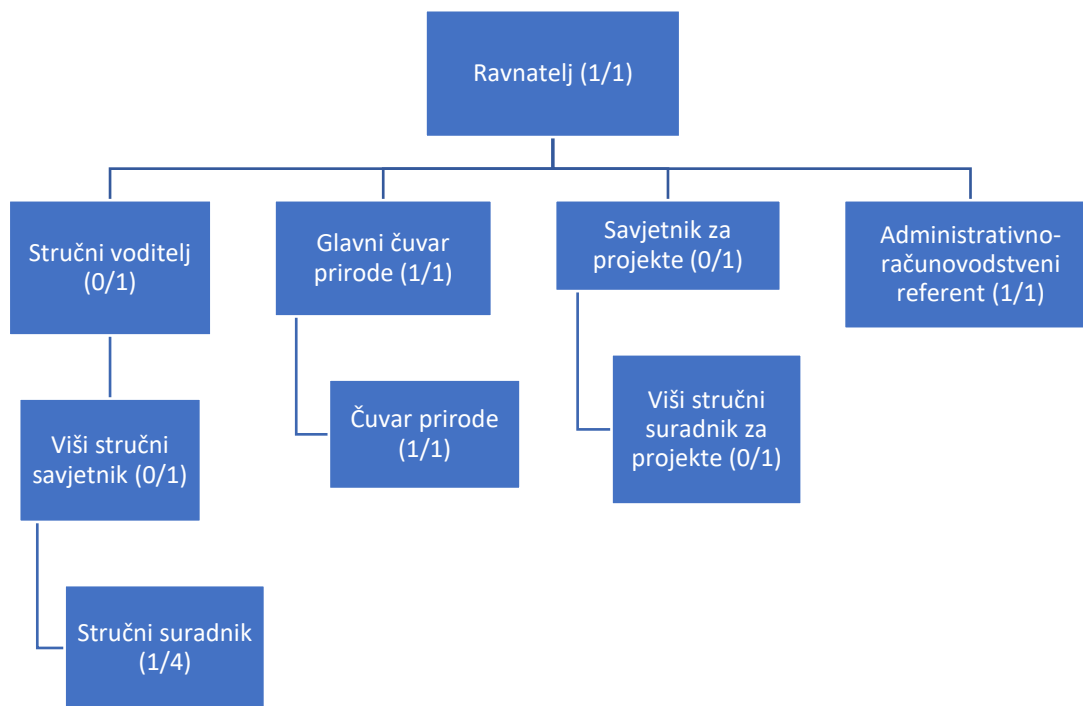 Ravnatelj (1/1)
Stručni voditelj
(0/1)
Glavni čuvar
prirode (1/1)
Savjetnik za
projekte (0/1)
Administrativno-
računovodstveni
referent (1/1)
Viši stručni
savjetnik (0/1)
Čuvar prirode
(1/1)
Viši stručni
suradnik za
projekte (0/1)
Stručni suradnik
(1/4)